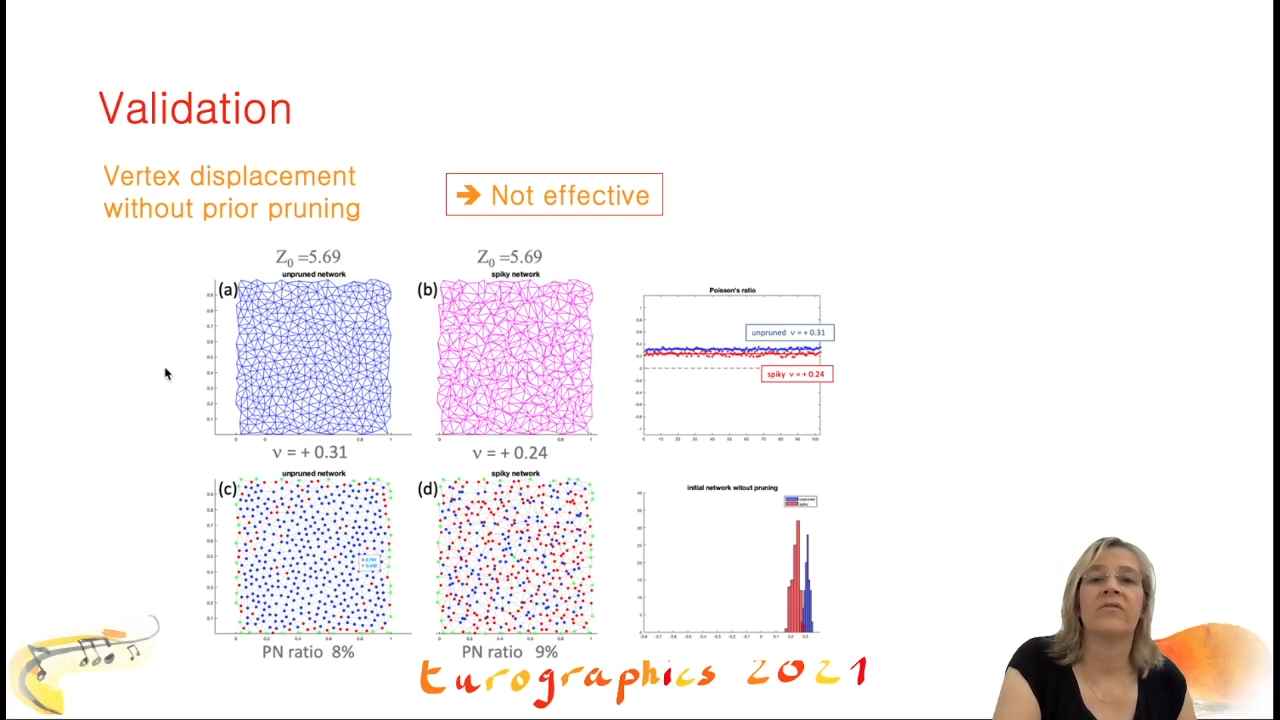 Validation
Vertex displacement
without prior pruning
➔ Not effective
Z₀ =5.69
unpruned network
(a)
ν = + 0.31
Z₀ =5.69
spiky network
(b)
ν = + 0.24
Poisson's ratio
unpruned ν = + 0.31
spiky ν = + 0.24
unpruned network
(c)
PN ratio 8%
spiky network
(d)
PN ratio 9%
initial network witout pruning
unpruned
spiky
Eurographics 2021